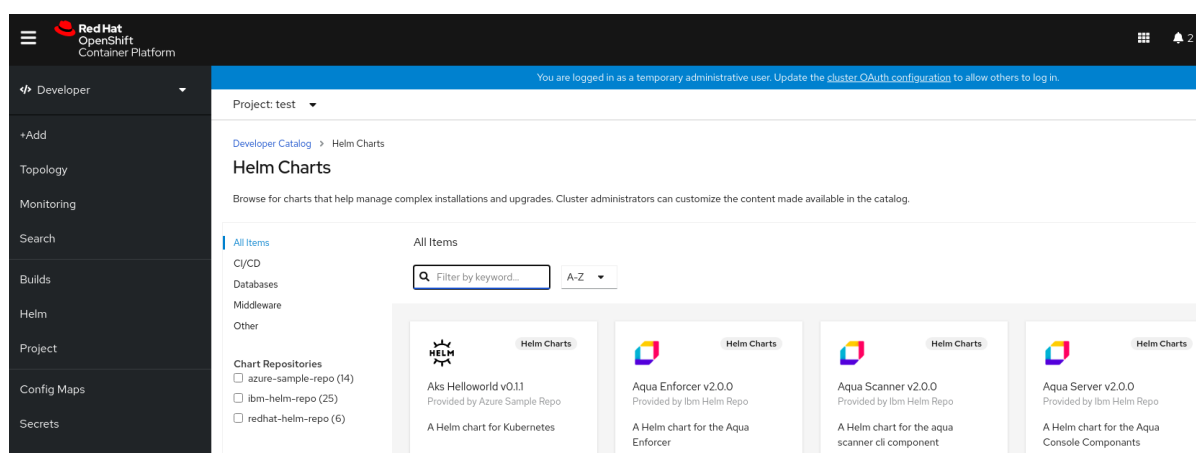 Red Hat
OpenShift
Container Platform
2
You are logged in as a temporary administrative user. Update the cluster OAuth configuration to allow others to log in.
</> Developer
Project: test
+Add
Topology
Monitoring
Search
Builds
Helm
Project
Config Maps
Secrets
Developer Catalog > Helm Charts
Helm Charts
Browse for charts that help manage complex installations and upgrades. Cluster administrators can customize the content made available in the catalog.
All Items
CI/CD
Databases
Middleware
Other
Chart Repositories
azure-sample-repo (14)
ibm-helm-repo (25)
redhat-helm-repo (6)
All Items
Filter by keyword...
A-Z
HELM
Helm Charts
Aks Helloworld v0.1.1
Provided by Azure Sample Repo
A Helm chart for Kubernetes
Helm Charts
Aqua Enforcer v2.0.0
Provided by Ibm Helm Repo
A Helm chart for the Aqua
Enforcer
Helm Charts
Aqua Scanner v2.0.0
Provided by Ibm Helm Repo
A Helm chart for the aqua
scanner cli component
Helm Charts
Aqua Server v2.0.0
Provided by Ibm Helm Repo
A Helm chart for the Aqua
Console Componants